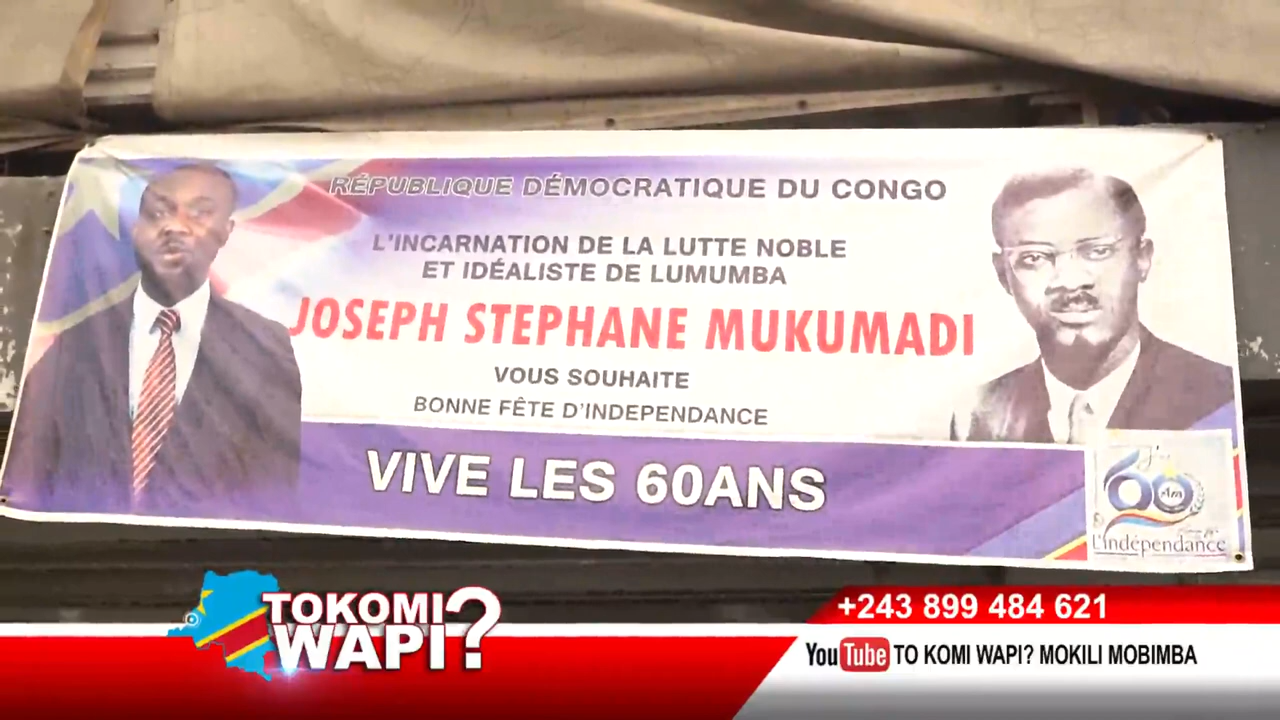 RÉPUBLIQUE DÉMOCRATIQUE DU CONGO
L'INCARNATION DE LA LUTTE NOBLE
ET IDÉALISTE DE LUMUMBA
JOSEPH STEPHANE MUKUMADI
VOUS SOUHAITE
BONNE FÊTE D'INDEPENDANCE
VIVE LES 60ANS
60
l'indépendance
TOKOMI
WAPI?
+243 899 484 621
YouTube TO KOMI WAPI? MOKILI MOBIMBA